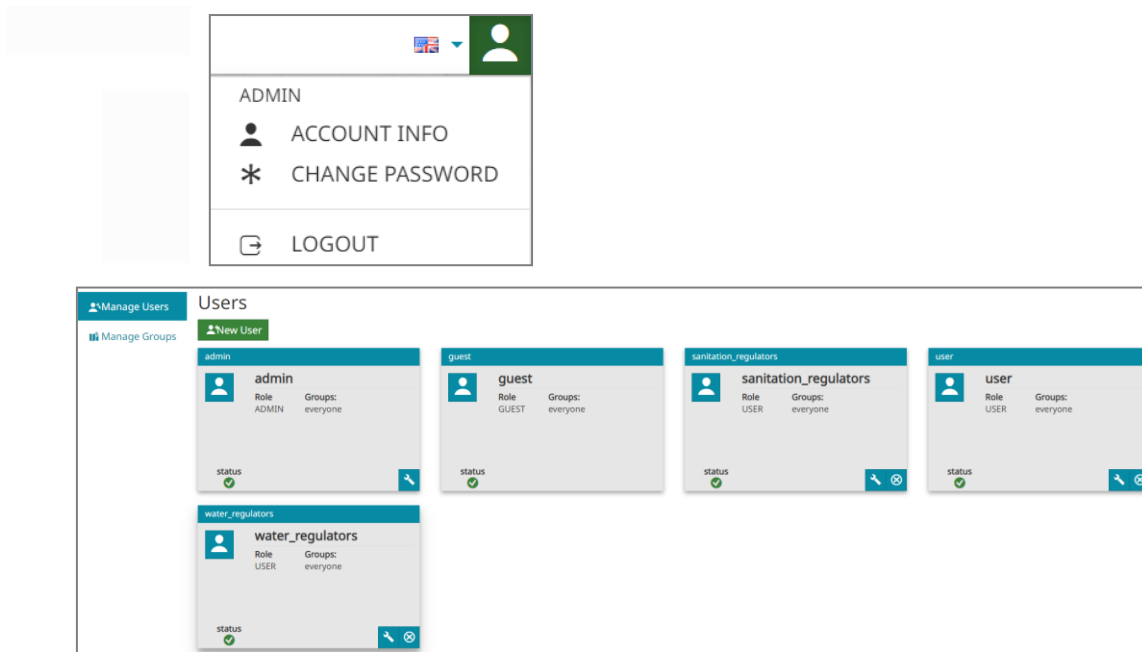 ADMIN
ACCOUNT INFO
CHANGE PASSWORD
LOGOUT
Manage Users
Manage Groups
Users
New User
admin
admin
Role Groups:
ADMIN everyone
status
guest
guest
Role Groups:
GUEST everyone
status
sanitation_regulators
sanitation_regulators
Role Groups:
USER everyone
status
user
user
Role Groups:
USER everyone
status
water_regulators
water_regulators
Role Groups:
USER everyone
status